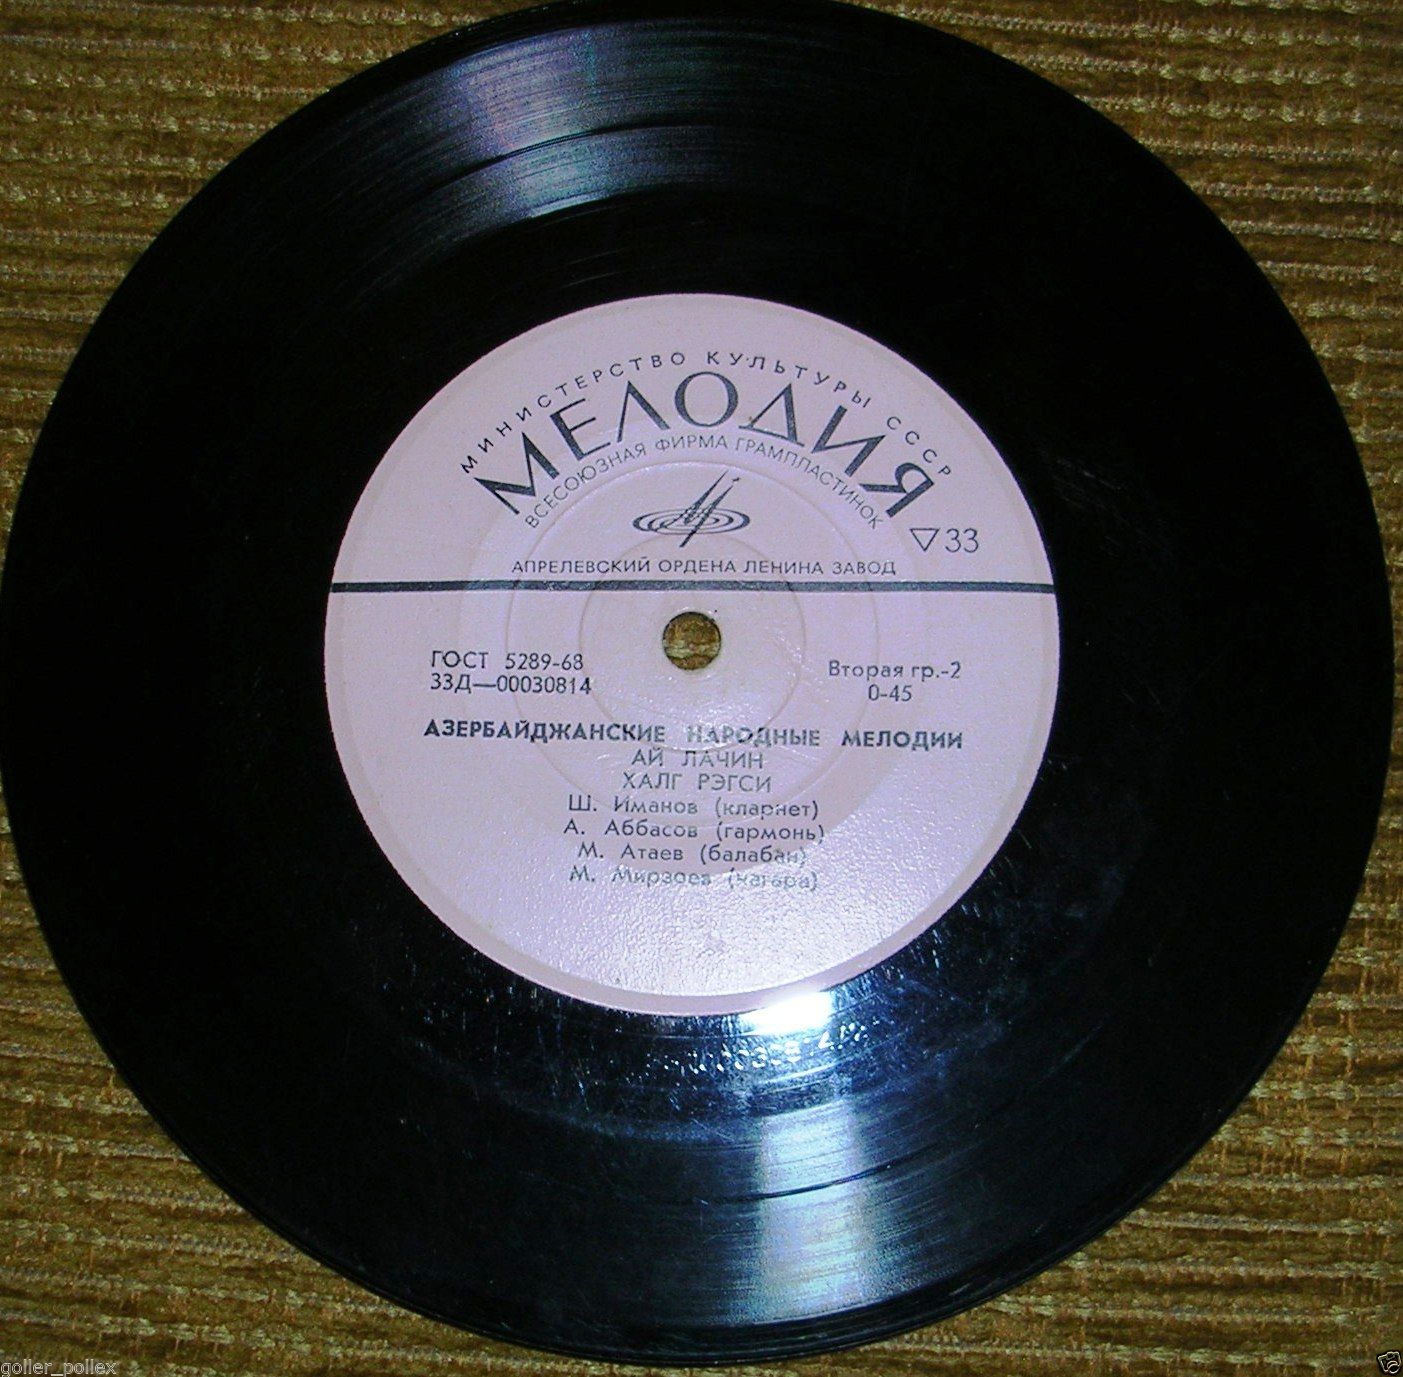 МИНИСТЕРСТВО КУЛЬТУРЫ СССР
МЕЛОДИЯ
ВСЕСОЮЗНАЯ ФИРМА ГРАМПЛАСТИНОК
▽33
АПРЕЛЕВСКИЙ ОРДЕНА ЛЕНИНА ЗАВОД
ГОСТ 5289-68
33Д—00030814
Вторая гр.-2
0-45
АЗЕРБАЙДЖАНСКИЕ НАРОДНЫЕ МЕЛОДИИ
АЙ ЛАЧИН
ХАЛГ РЭГСИ
Ш. Иманов (кларнет)
А. Аббасов (гармонь)
М. Атаев (балабан)
М. Мирзоев (нагара)
goller_pollex